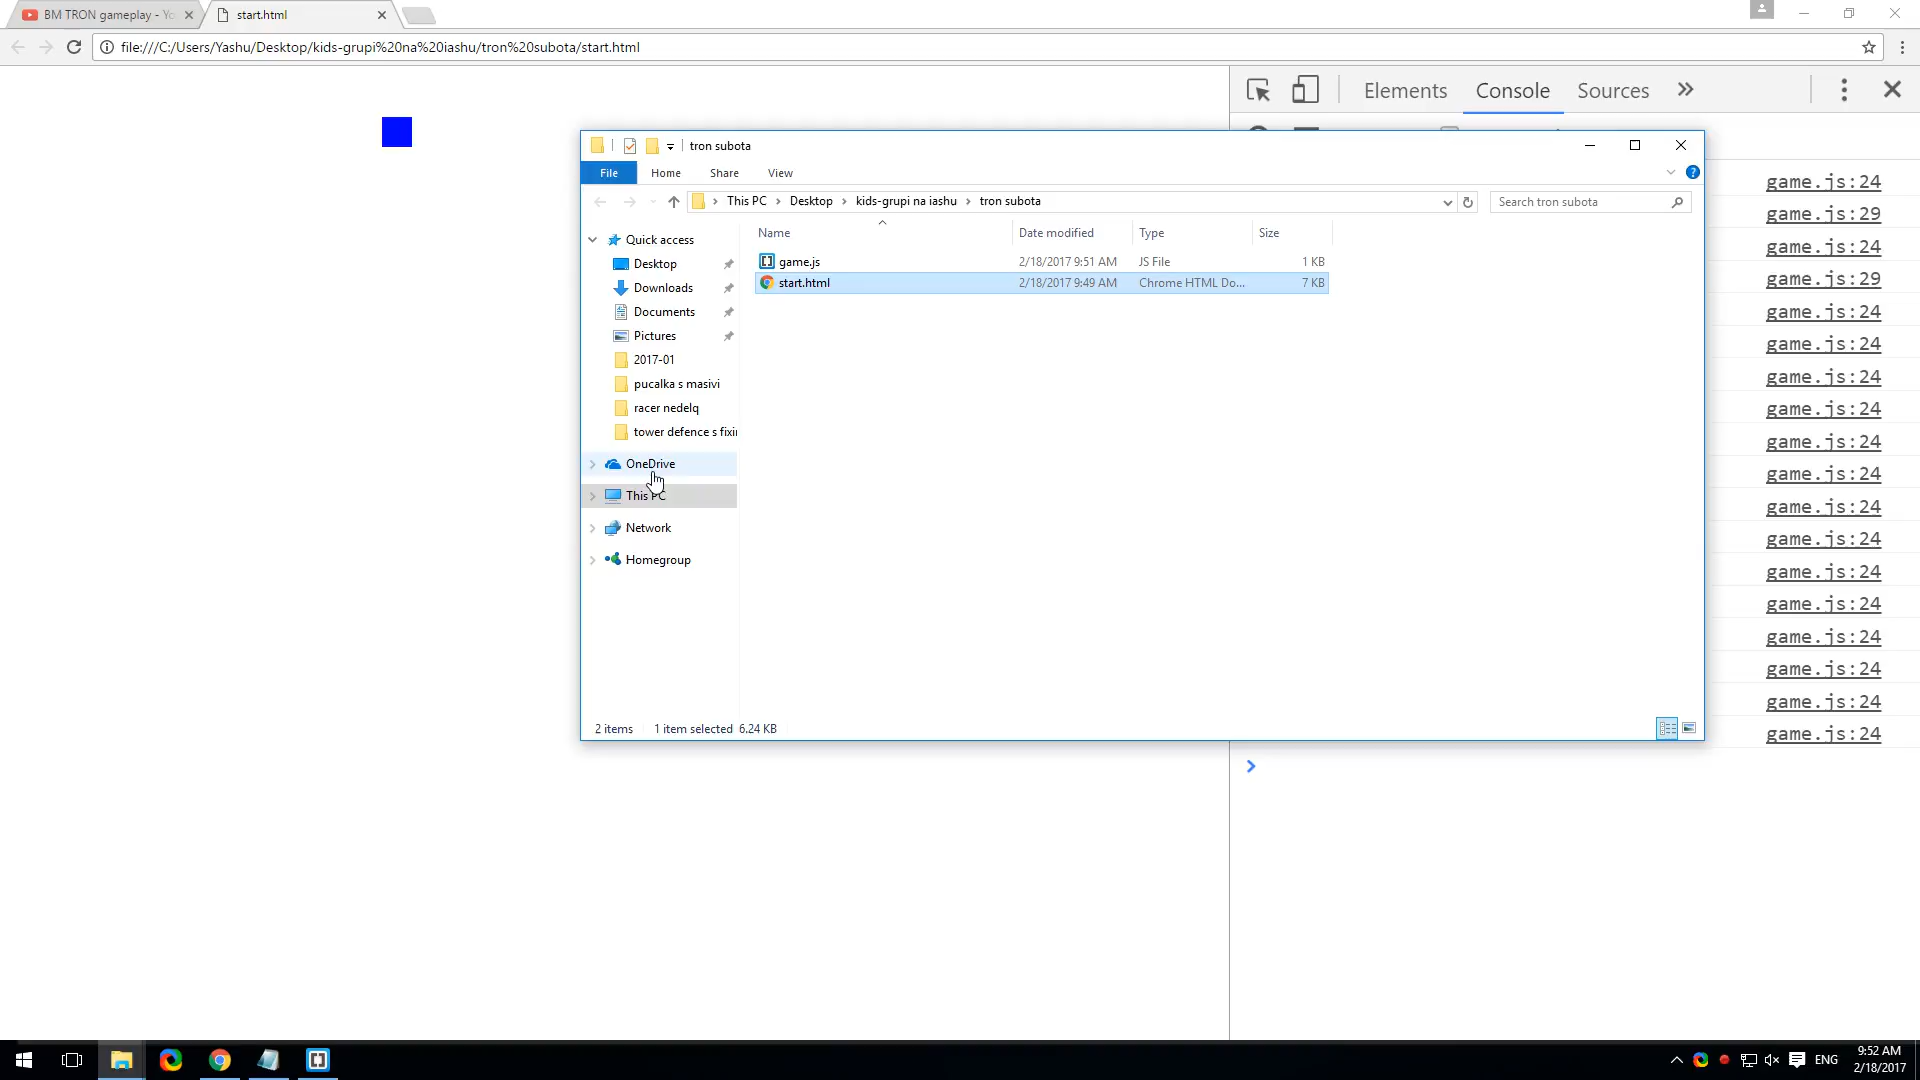 BM TRON gameplay - Yo
start.html
file:///C:/Users/Yashu/Desktop/kids-grupi%20na%20iashu/tron%20subota/start.html
Elements
Console
Sources
tron subota
File
Home
Share
View
This PC
Desktop
kids-grupi na iashu
tron subota
Search tron subota
Name
Date modified
Type
Size
game.js
2/18/2017 9:51 AM
JS File
1 KB
start.html
2/18/2017 9:49 AM
Chrome HTML Do...
7 KB
Quick access
Desktop
Downloads
Documents
Pictures
2017-01
pucalka s masivi
racer nedelq
tower defence s fixin
OneDrive
This PC
Network
Homegroup
2 items
1 item selected 6.24 KB
game.js:24
game.js:29
game.js:24
game.js:29
game.js:24
game.js:24
game.js:24
game.js:24
game.js:24
game.js:24
game.js:24
game.js:24
game.js:24
game.js:24
game.js:24
game.js:24
game.js:24
game.js:24
ENG
9:52 AM
2/18/2017